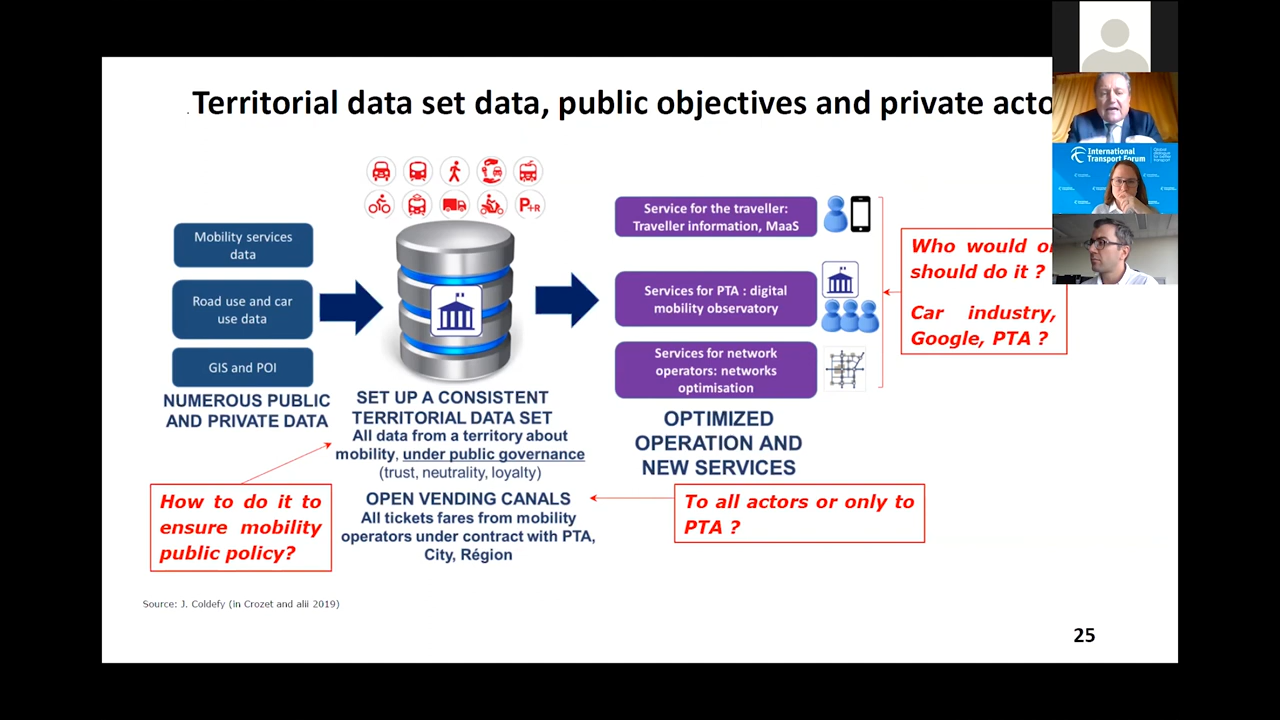 Territorial data set data, public objectives and private acto
International
Transport Forum
P+R
Mobility services
data
Road use and car
use data
GIS and POI
NUMEROUS PUBLIC
AND PRIVATE DATA
SET UP A CONSISTENT
TERRITORIAL DATA SET
All data from a territory about
mobility, under public governance
(trust, neutrality, loyalty)
OPEN VENDING CANALS
All tickets fares from mobility
operators under contract with PTA,
City, Région
Service for the traveller:
Traveller information, MaaS
Services for PTA : digital
mobility observatory
Services for network
operators: networks
optimisation
OPTIMIZED
OPERATION AND
NEW SERVICES
Who would or
should do it ?
Car industry,
Google, PTA ?
How to do it to
ensure mobility
public policy?
To all actors or only to
PTA ?
Source: J. Coldefy (in Crozet and alii 2019)
25